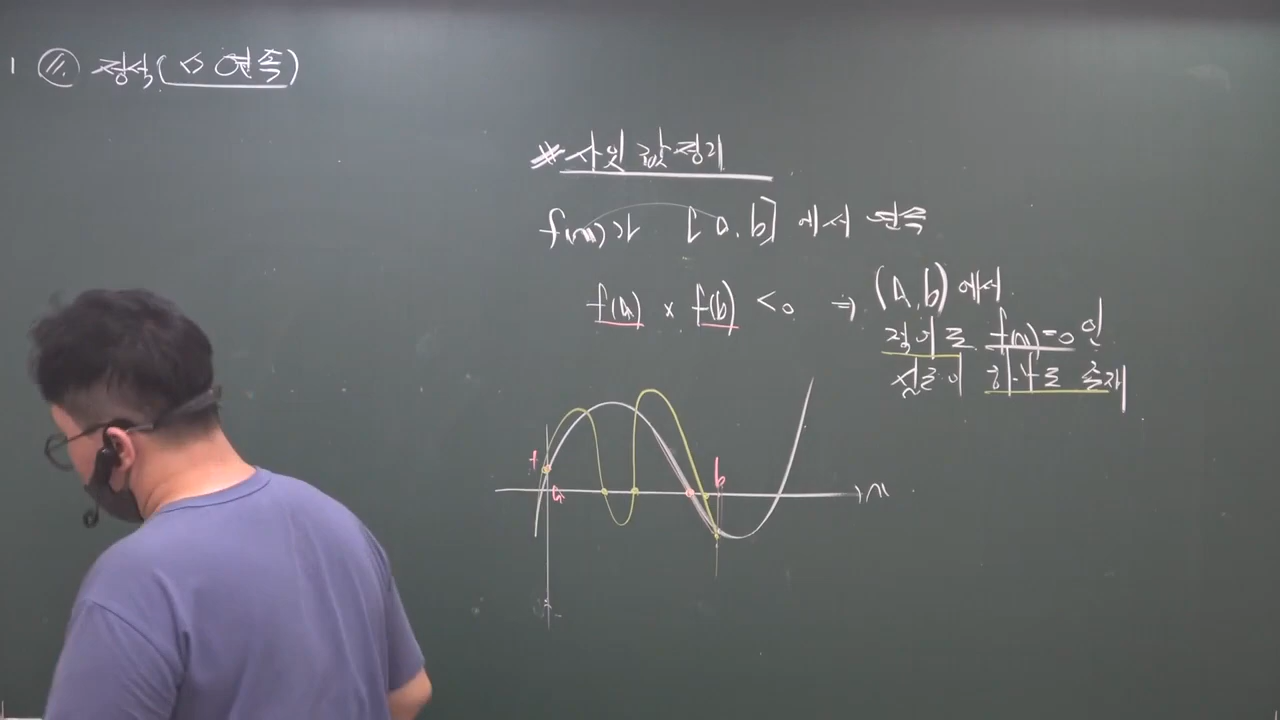 1 11. 정식(◇ 연속)
※ 사잇값 정리
f(x)가 [a, b] 에서 연속
f(a) × f(b) < 0 ⇒ (a, b) 에서
적어도 f(x)=0 인
실근이 하나로 존재
+ a b x